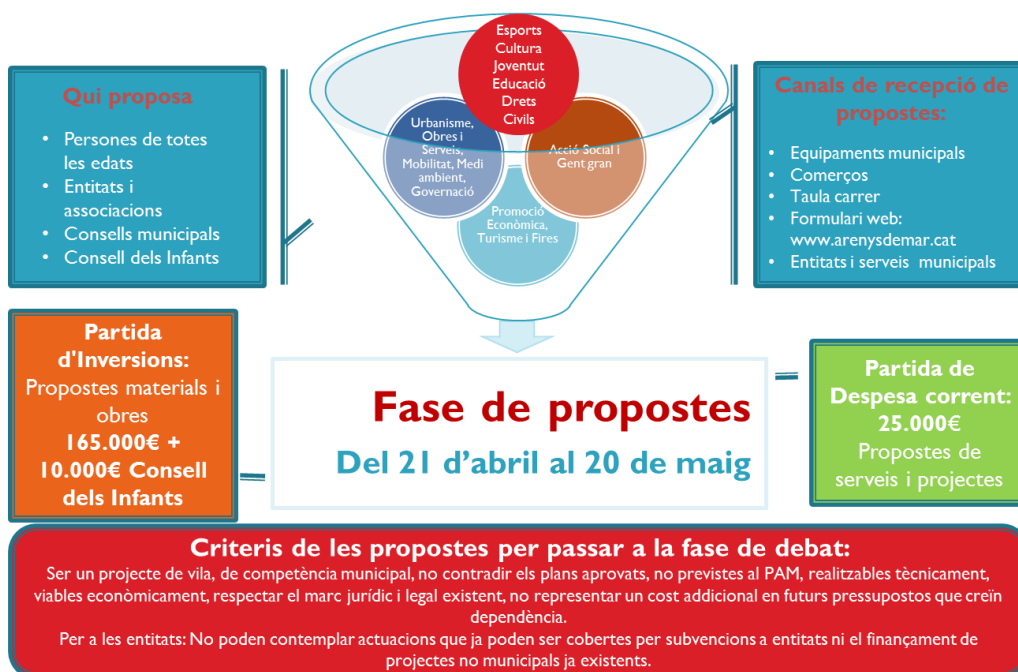 Esports
Cultura
Joventut
Educació
Drets
Civils
Qui proposa
• Persones de totes
les edats
• Entitats i
associacions
• Consells municipals
• Consell dels Infants
Urbanisme,
Obres i
Serveis,
Mobilitat, Medi
ambient,
Governació
Acció Social i
Gent gran
Promoció
Econòmica,
Turisme i Fires
Canals de recepció de
propostes:
• Equipaments municipals
• Comerços
• Taula carrer
• Formulari web:
www.arenysdemar.cat
• Entitats i serveis municipals
Partida
d'Inversions:
Propostes materials i
obres
165.000€ +
10.000€ Consell
dels Infants
Fase de propostes
Del 21 d’abril al 20 de maig
Partida de
Despesa corrent:
25.000€
Propostes de
serveis i projectes
Criteris de les propostes per passar a la fase de debat:
Ser un projecte de vila, de competència municipal, no contradir els plans aprovats, no previstes al PAM, realitzables tècnicament,
viables econòmicament, respectar el marc jurídic i legal existent, no representar un cost addicional en futurs pressupostos que creïn
dependència.
Per a les entitats: No poden contemplar actuacions que ja poden ser cobertes per subvencions a entitats ni el finançament de
projectes no municipals ja existents.